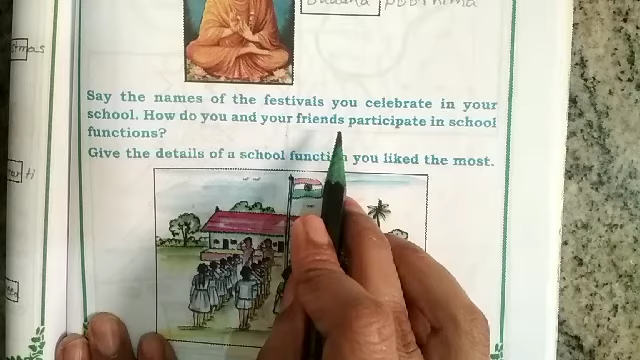 Buddha Poornima
stmas
Say the names of the festivals you celebrate in your
school. How do you and your friends participate in school
functions?
Give the details of a school function you liked the most.